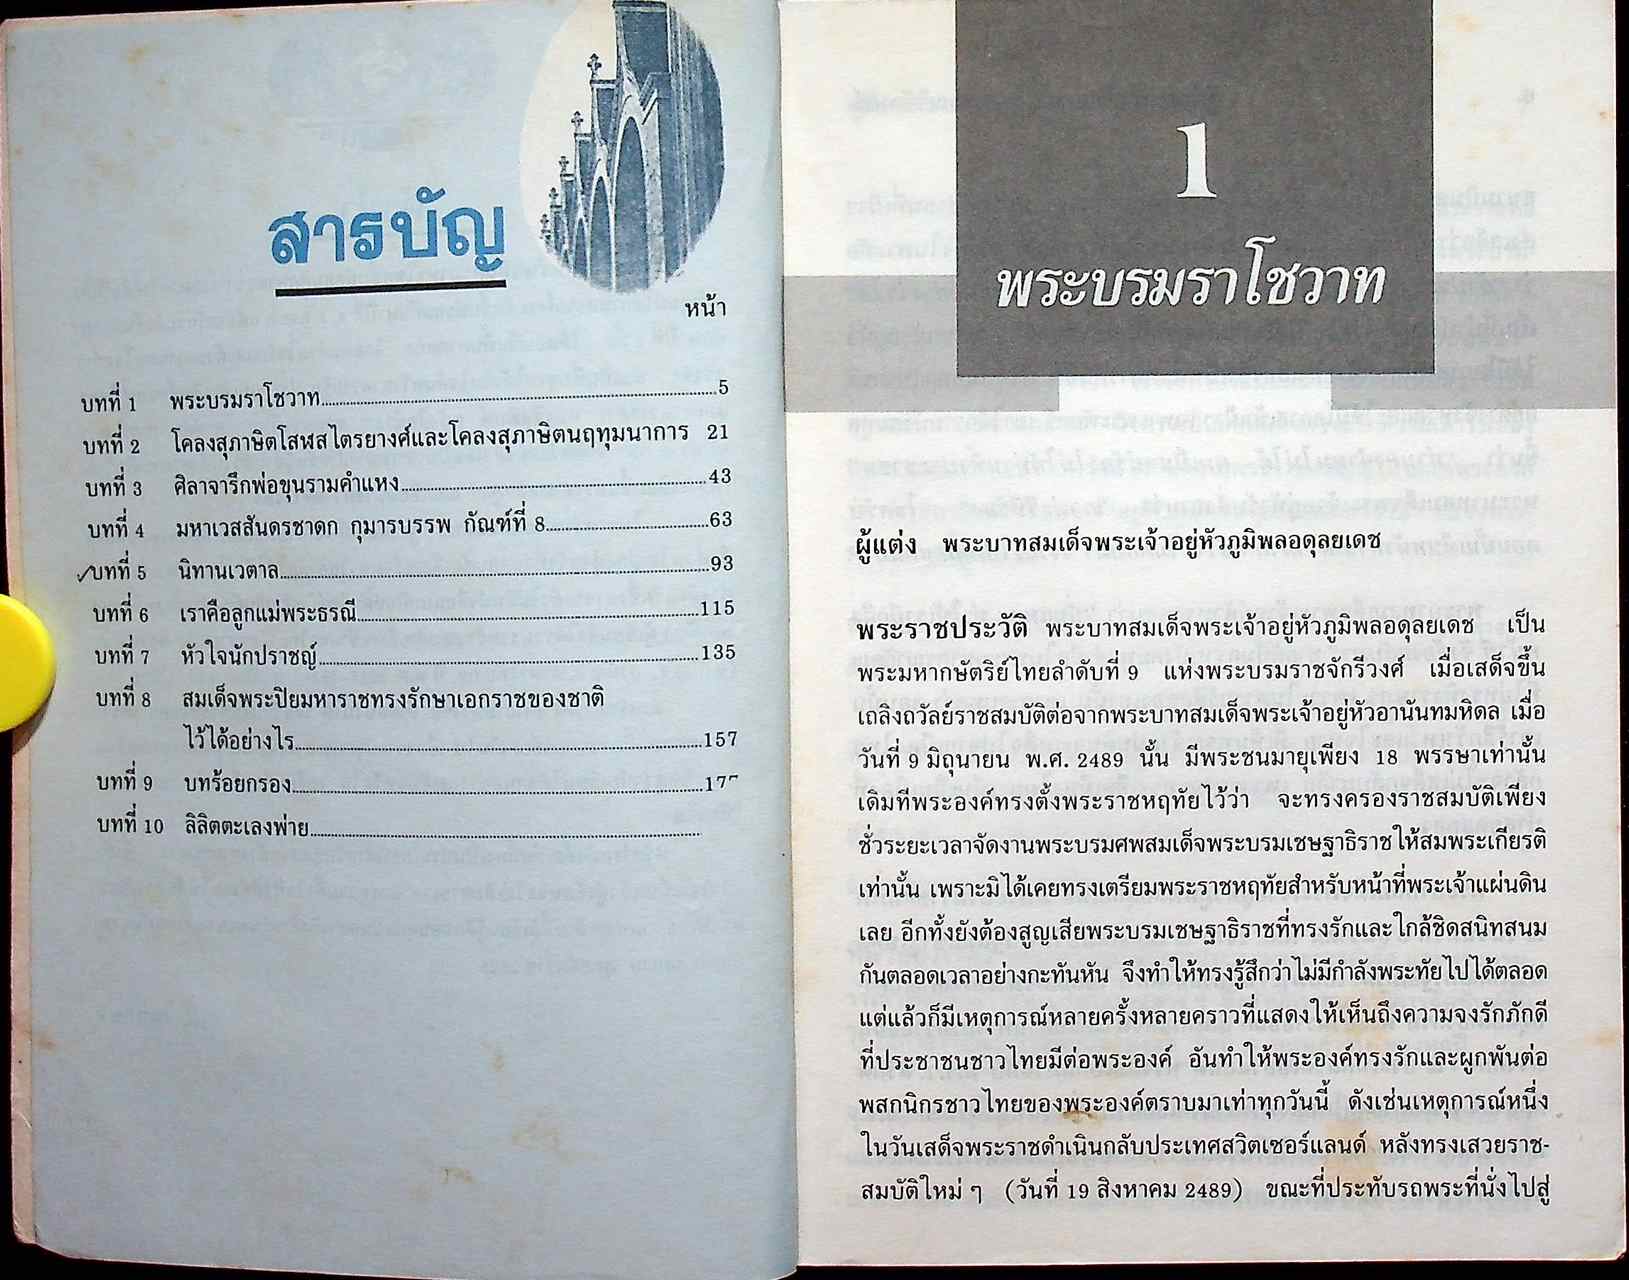 สารบัญ
หน้า
บทที่ 1 พระบรมราโชวาท 5
บทที่ 2 โคลงสุภาษิตโสฬสไตรยางค์และโคลงสุภาษิตนฤทุมนาการ 21
บทที่ 3 ศิลาจารึกพ่อขุนรามคำแหง 43
บทที่ 4 มหาเวสสันดรชาดก กุมารบรรพ กัณฑ์ที่ 8 63
บทที่ 5 นิทานเวตาล 93
บทที่ 6 เราคือลูกแม่พระธรณี 115
บทที่ 7 หัวใจนักปราชญ์ 135
บทที่ 8 สมเด็จพระปิยมหาราชทรงรักษาเอกราชของชาติ
ไว้ได้อย่างไร 157
บทที่ 9 บทร้อยกรอง
บทที่ 10 ลิลิตตะเลงพ่าย
1
พระบรมราโชวาท
ผู้แต่ง พระบาทสมเด็จพระเจ้าอยู่หัวภูมิพลอดุลยเดช
พระราชประวัติ พระบาทสมเด็จพระเจ้าอยู่หัวภูมิพลอดุลยเดช เป็น
พระมหากษัตริย์ไทยลำดับที่ 9 แห่งพระบรมราชจักรีวงศ์ เมื่อเสด็จขึ้น
เถลิงถวัลย์ราชสมบัติต่อจากพระบาทสมเด็จพระเจ้าอยู่หัวอานันทมหิดล เมื่อ
วันที่ 9 มิถุนายน พ.ศ. 2489 นั้น มีพระชนมายุเพียง 18 พรรษาเท่านั้น
เดิมทีพระองค์ทรงตั้งพระราชหฤทัยไว้ว่า จะทรงครองราชสมบัติเพียง
ชั่วระยะเวลาจัดงานพระบรมศพสมเด็จพระบรมเชษฐาธิราชให้สมพระเกียรติ
เท่านั้น เพราะมิได้เคยทรงเตรียมพระราชหฤทัยสำหรับหน้าที่พระเจ้าแผ่นดิน
เลย อีกทั้งยังต้องสูญเสียพระบรมเชษฐาธิราชที่ทรงรักและใกล้ชิดสนิทสนม
กันตลอดเวลาอย่างกะทันหัน จึงทำให้ทรงรู้สึกว่าไม่มีกำลังพระทัยไปได้ตลอด
แต่แล้วก็มีเหตุการณ์หลายครั้งหลายคราวที่แสดงให้เห็นถึงความจงรักภักดี
ที่ประชาชนชาวไทยมีต่อพระองค์ อันทำให้พระองค์ทรงรักและผูกพันต่อ
พสกนิกรชาวไทยของพระองค์ตราบมาเท่าทุกวันนี้ ดังเช่นเหตุการณ์หนึ่ง
ในวันเสด็จพระราชดำเนินกลับประเทศสวิตเซอร์แลนด์ หลังทรงเสวยราช-
สมบัติใหม่ ๆ (วันที่ 19 สิงหาคม 2489) ขณะที่ประทับรถพระที่นั่งไปสู่